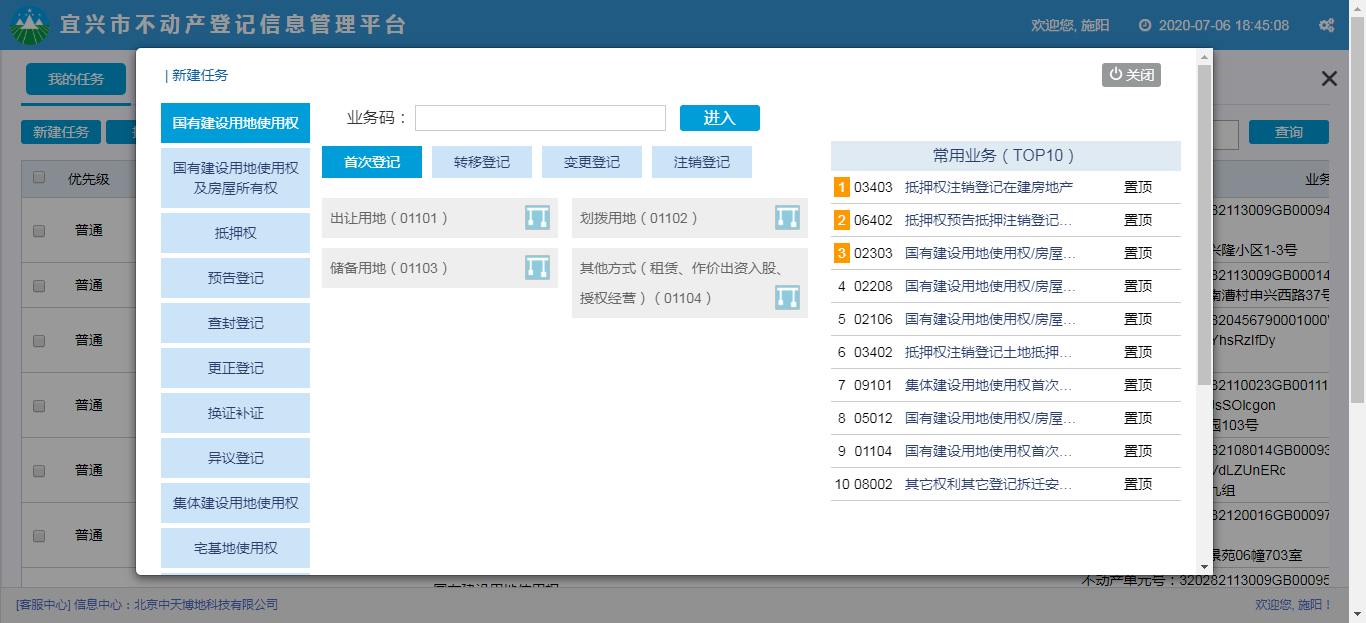 宜兴市不动产登记信息管理平台
欢迎您, 施阳
2020-07-06 18:45:08
我的任务
新建任务
查询
优先级
业务
普通
普通
普通
普通
普通
普通
32113009GB00094
兴隆小区1-3号
32113009GB00014
南漕村申兴西路37号
320456790001000
YhsRzIfDy
32110023GB00111
lsSOlcgon
园103号
32108014GB00093
VdLZUnERc
九组
32120016GB00097
景苑06幢703室
不动产单元号：320282113009GB00095
| 新建任务
关闭
国有建设用地使用权
国有建设用地使用权
及房屋所有权
抵押权
预告登记
查封登记
更正登记
换证补证
异议登记
集体建设用地使用权
宅基地使用权
业务码：
进入
首次登记
转移登记
变更登记
注销登记
出让用地（01101 ）
划拨用地（01102 ）
储备用地（01103 ）
其他方式（租赁、作价出资入股、
授权经营）（01104 ）
常用业务（TOP10 ）
1 03403 抵押权注销登记在建房地产 置顶
2 06402 抵押权预告抵押注销登记... 置顶
3 02303 国有建设用地使用权/房屋... 置顶
4 02208 国有建设用地使用权/房屋... 置顶
5 02106 国有建设用地使用权/房屋... 置顶
6 03402 抵押权注销登记土地抵押... 置顶
7 09101 集体建设用地使用权首次... 置顶
8 05012 国有建设用地使用权/房屋... 置顶
9 01104 国有建设用地使用权首次... 置顶
10 08002 其它权利其它登记拆迁安... 置顶
[客服中心] 信息中心：北京中天博地科技有限公司
欢迎您, 施阳！